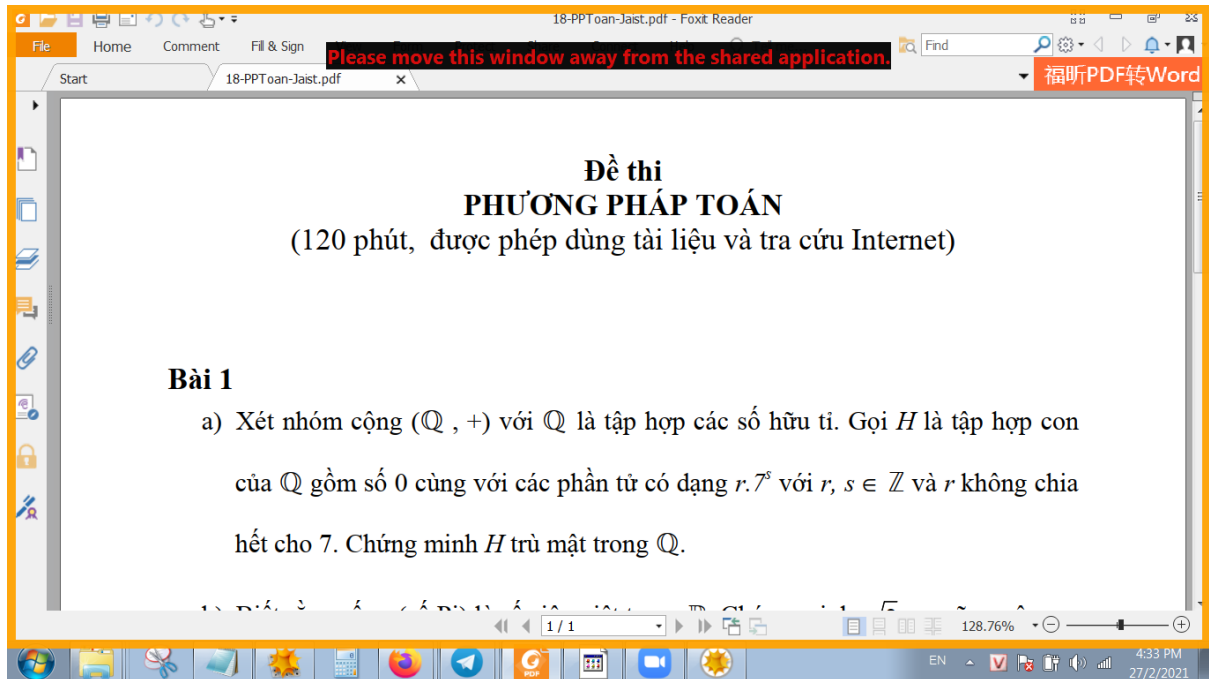 18-PPToan-Jaist.pdf - Foxit Reader
File Home Comment Fill & Sign
Please move this window away from the shared application.
Find
Start 18-PPToan-Jaist.pdf x
福昕PDF转Word
Đề thi
PHƯƠNG PHÁP TOÁN
(120 phút, được phép dùng tài liệu và tra cứu Internet)
Bài 1
a) Xét nhóm cộng (ℚ , +) với ℚ là tập hợp các số hữu tỉ. Gọi H là tập hợp con
của ℚ gồm số 0 cùng với các phần tử có dạng r.7ˢ với r, s ∈ ℤ và r không chia
hết cho 7. Chứng minh H trù mật trong ℚ.
1 / 1
128.76%
EN
4:33 PM
27/2/2021